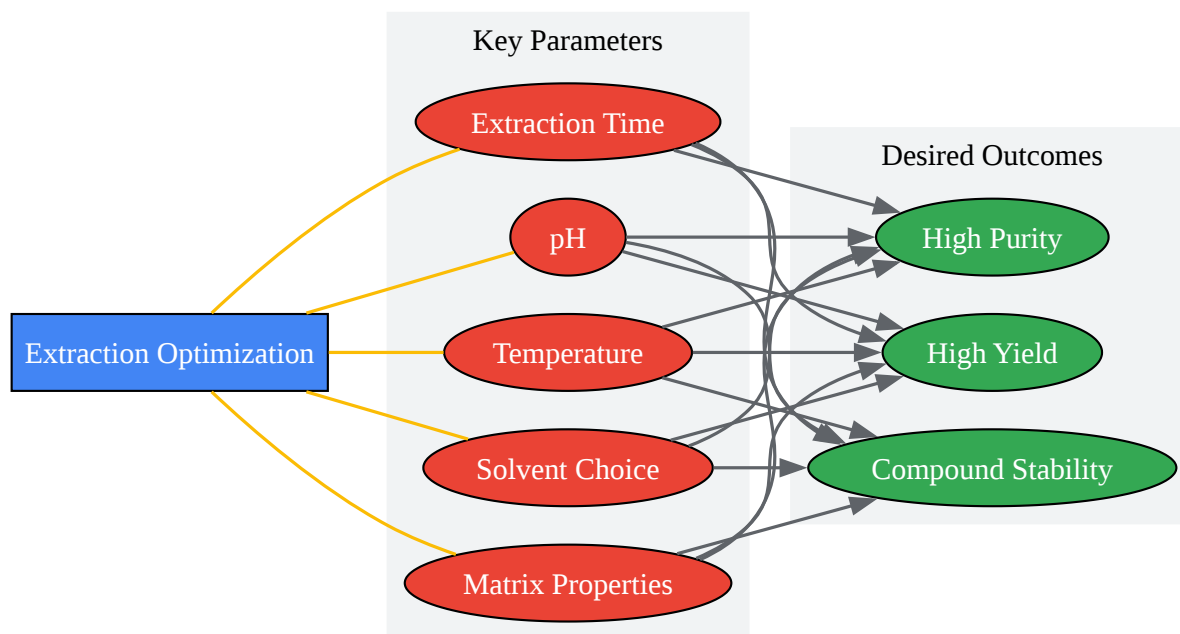 Key Parameters
Extraction Time
Desired Outcomes
pH
High Purity
Extraction Optimization
Temperature
High Yield
Solvent Choice
Compound Stability
Matrix Properties